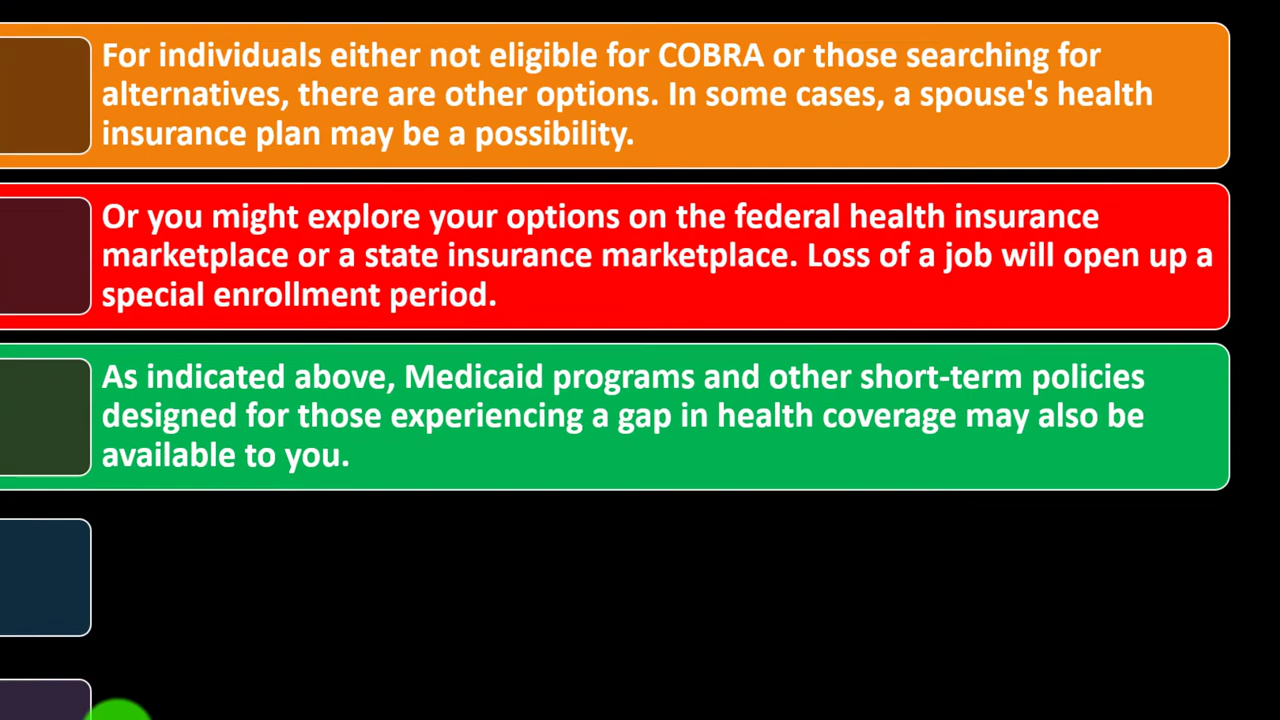 For individuals either not eligible for COBRA or those searching for
alternatives, there are other options. In some cases, a spouse's health
insurance plan may be a possibility.
Or you might explore your options on the federal health insurance
marketplace or a state insurance marketplace. Loss of a job will open up a
special enrollment period.
As indicated above, Medicaid programs and other short-term policies
designed for those experiencing a gap in health coverage may also be
available to you.